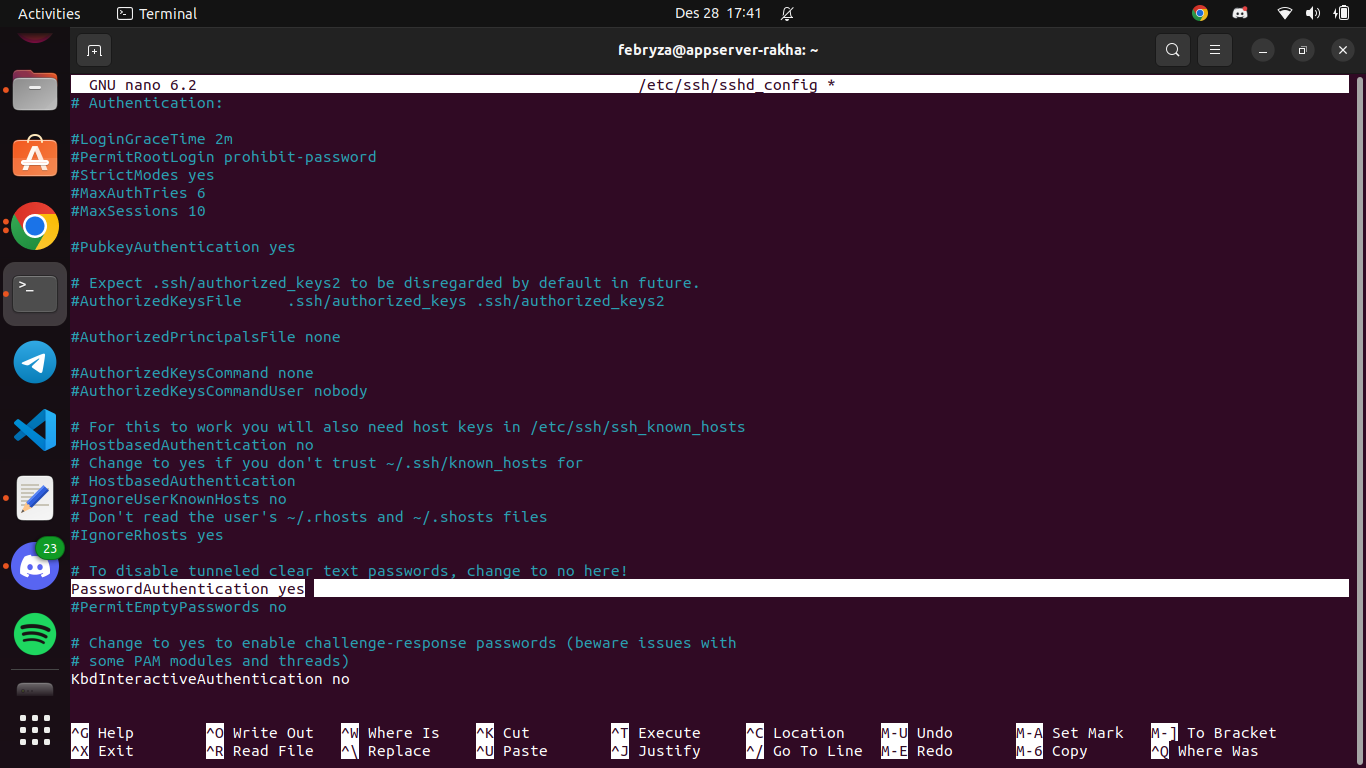 Activities Terminal Des 28 17:41
febryza@appserver-rakha: ~
GNU nano 6.2 /etc/ssh/sshd_config *
# Authentication:
#LoginGraceTime 2m
#PermitRootLogin prohibit-password
#StrictModes yes
#MaxAuthTries 6
#MaxSessions 10
#PubkeyAuthentication yes
# Expect .ssh/authorized_keys2 to be disregarded by default in future.
#AuthorizedKeysFile .ssh/authorized_keys .ssh/authorized_keys2
#AuthorizedPrincipalsFile none
#AuthorizedKeysCommand none
#AuthorizedKeysCommandUser nobody
# For this to work you will also need host keys in /etc/ssh/ssh_known_hosts
#HostbasedAuthentication no
# Change to yes if you don't trust ~/.ssh/known_hosts for
# HostbasedAuthentication
#IgnoreUserKnownHosts no
# Don't read the user's ~/.rhosts and ~/.shosts files
#IgnoreRhosts yes
23
# To disable tunneled clear text passwords, change to no here!
PasswordAuthentication yes
#PermitEmptyPasswords no
# Change to yes to enable challenge-response passwords (beware issues with
# some PAM modules and threads)
KbdInteractiveAuthentication no
^G Help ^O Write Out ^W Where Is ^K Cut ^T Execute ^C Location M-U Undo M-A Set Mark M-] To Bracket
^X Exit ^R Read File ^\ Replace ^U Paste ^J Justify ^/ Go To Line M-E Redo M-6 Copy ^Q Where Was